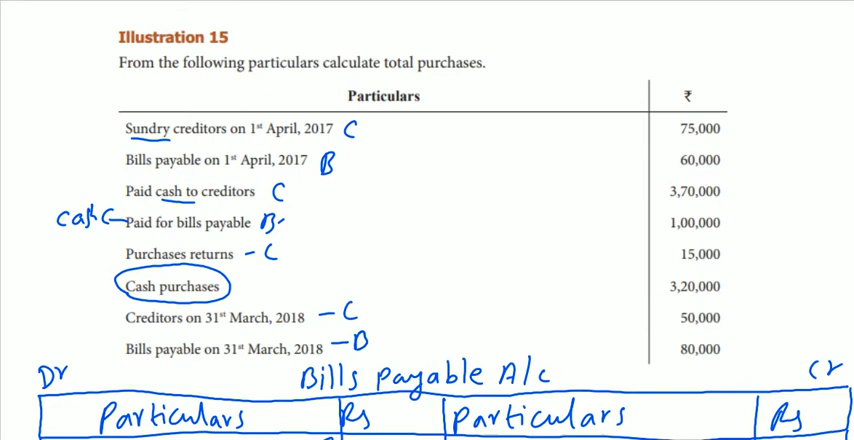 Illustration 15
From the following particulars calculate total purchases.
Particulars ₹
Sundry creditors on 1st April, 2017 C 75,000
Bills payable on 1st April, 2017 B 60,000
Paid cash to creditors C 3,70,000
Cash Paid for bills payable B 1,00,000
Purchases returns - C 15,000
Cash purchases 3,20,000
Creditors on 31st March, 2018 - C 50,000
Bills payable on 31st March, 2018 - B 80,000
Dr Bills Payable A/c Cr
Particulars Rs Particulars Rs